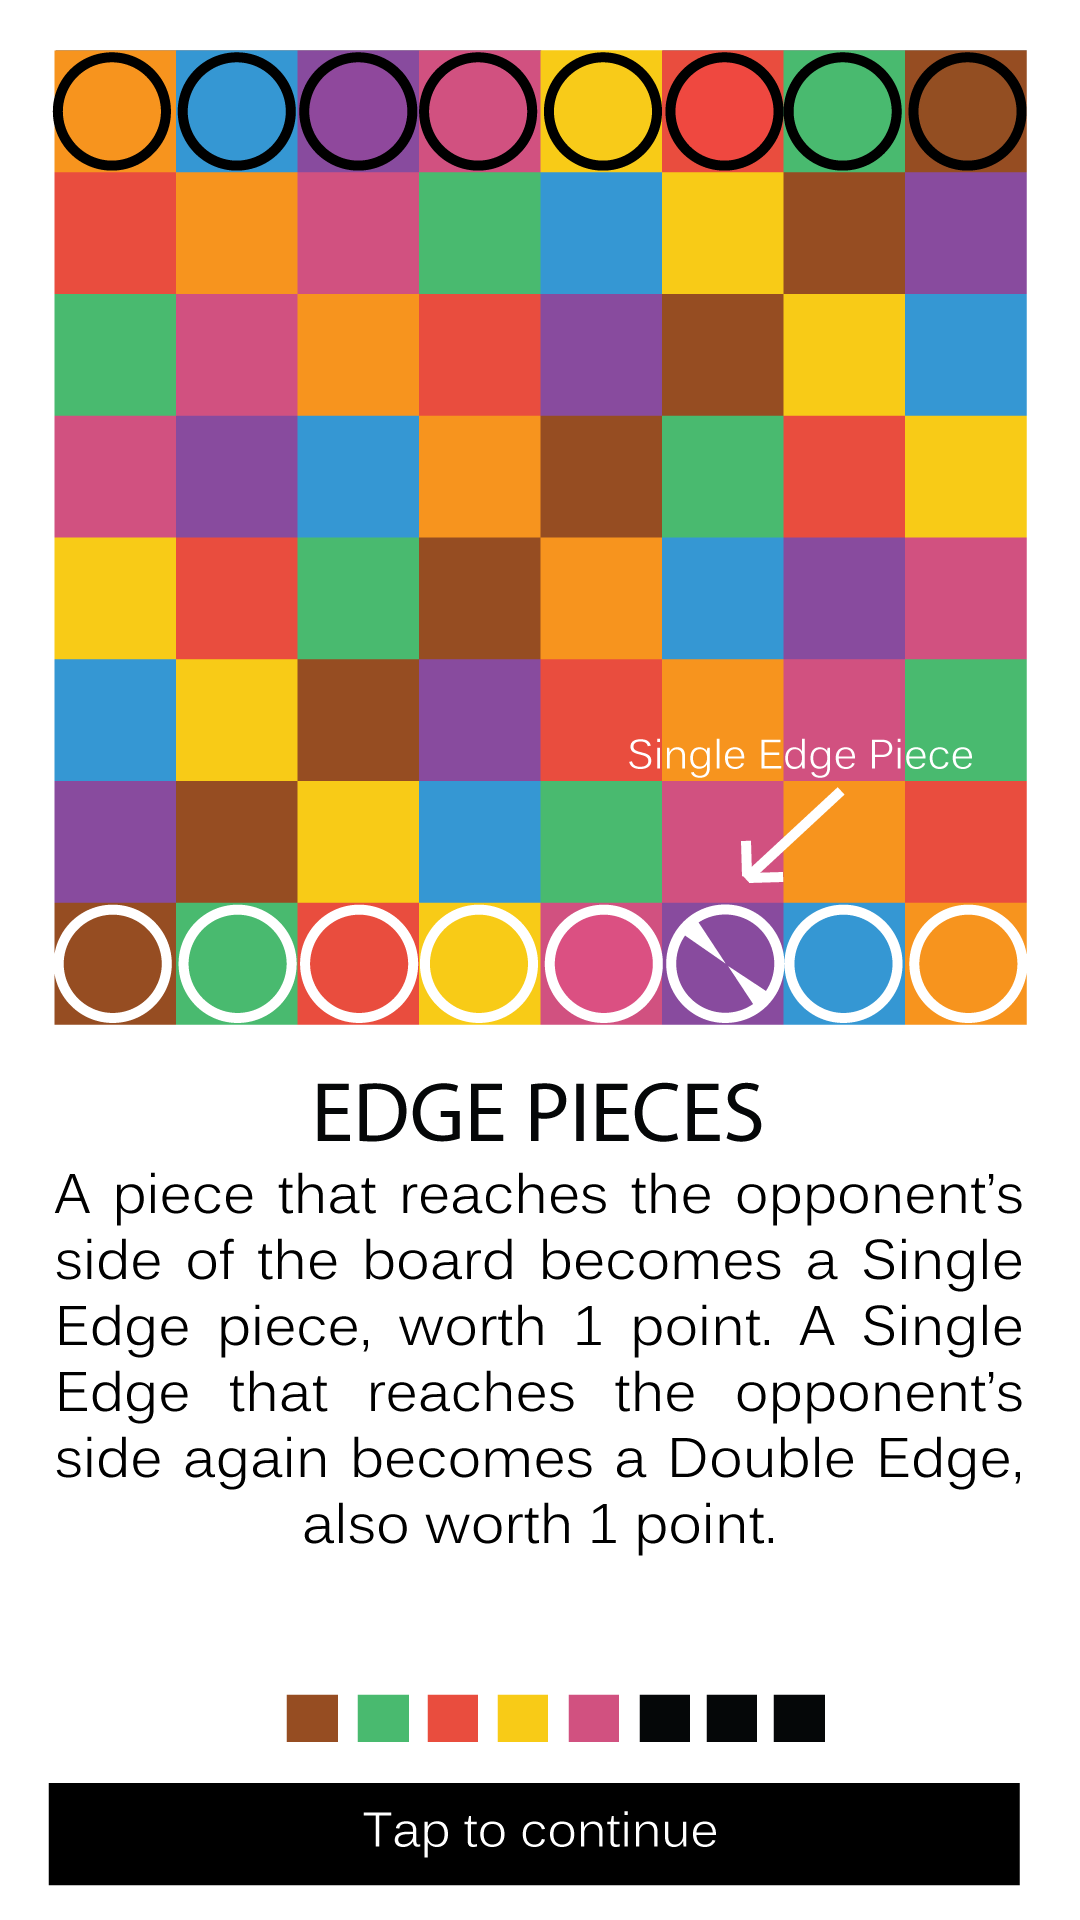 Single Edge Piece
EDGE PIECES
A piece that reaches the opponent’s
side of the board becomes a Single
Edge piece, worth 1 point. A Single
Edge that reaches the opponent’s
side again becomes a Double Edge,
also worth 1 point.
Tap to continue